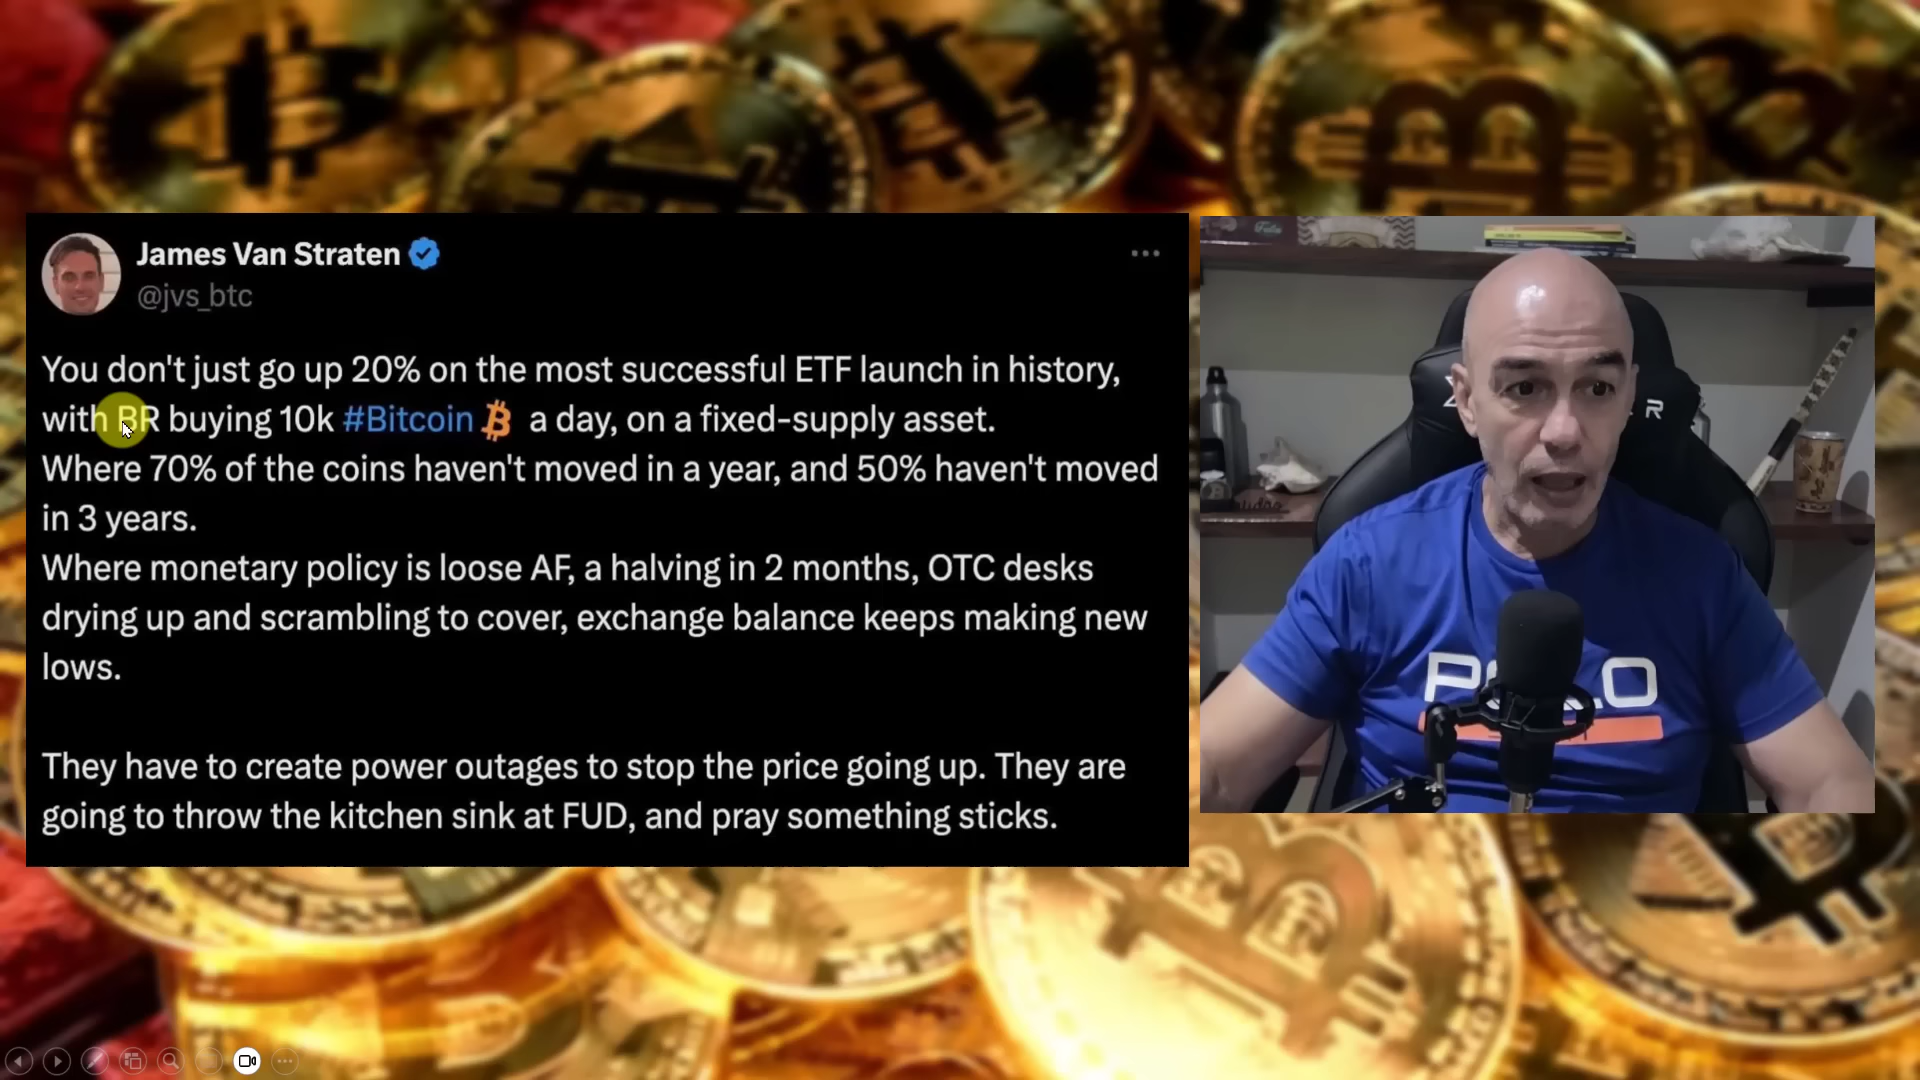 James Van Straten
@jvs_btc
You don't just go up 20% on the most successful ETF launch in history,
with BR buying 10k #Bitcoin a day, on a fixed-supply asset.
Where 70% of the coins haven't moved in a year, and 50% haven't moved
in 3 years.
Where monetary policy is loose AF, a halving in 2 months, OTC desks
drying up and scrambling to cover, exchange balance keeps making new
lows.
They have to create power outages to stop the price going up. They are
going to throw the kitchen sink at FUD, and pray something sticks.